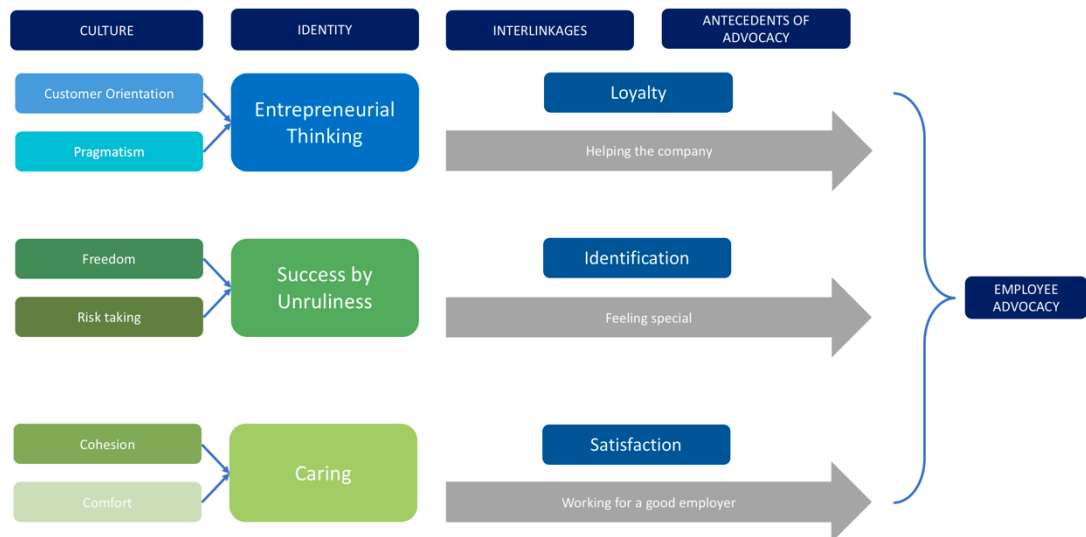 CULTURE
IDENTITY
INTERLINKAGES
ANTECEDENTS OF
ADVOCACY
Customer Orientation
Pragmatism
Entrepreneurial
Thinking
Loyalty
Helping the company
Freedom
Risk taking
Success by
Unruliness
Identification
Feeling special
EMPLOYEE
ADVOCACY
Cohesion
Comfort
Caring
Satisfaction
Working for a good employer